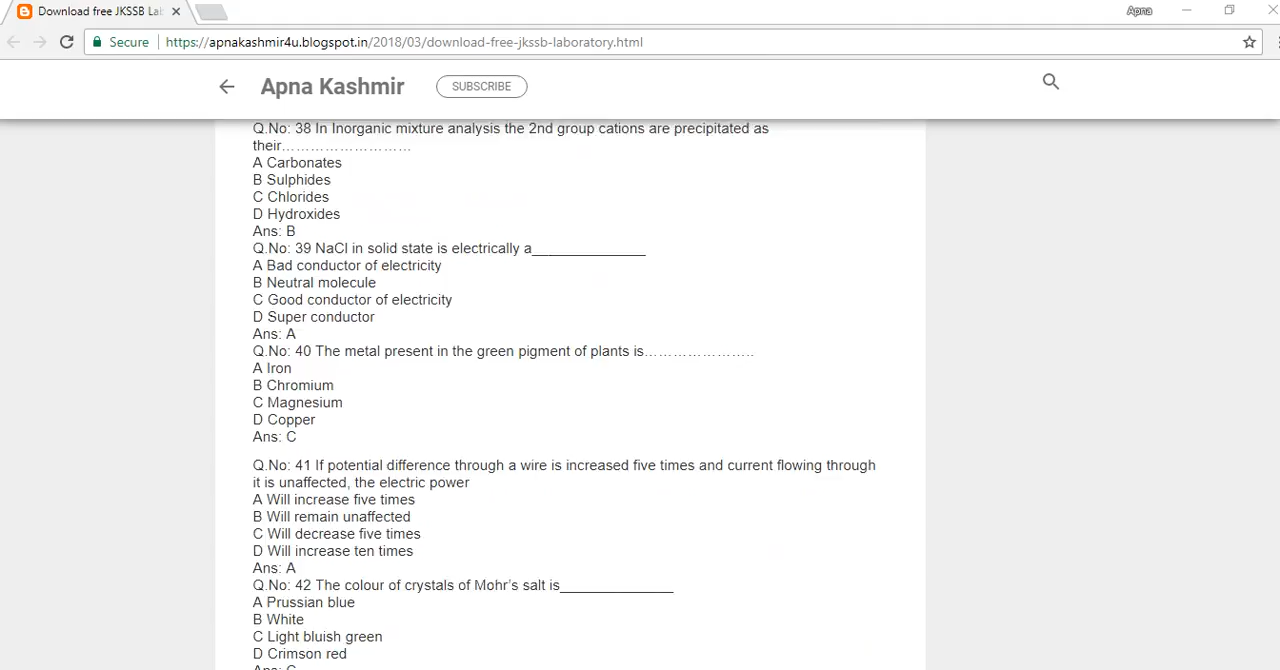 Download free JKSSB La
Apna
Secure
https://apnakashmir4u.blogspot.in/2018/03/download-free-jkssb-laboratory.html
Apna Kashmir
SUBSCRIBE
Q.No: 38 In Inorganic mixture analysis the 2nd group cations are precipitated as
their………………………
A Carbonates
B Sulphides
C Chlorides
D Hydroxides
Ans: B
Q.No: 39 NaCl in solid state is electrically a______________
A Bad conductor of electricity
B Neutral molecule
C Good conductor of electricity
D Super conductor
Ans: A
Q.No: 40 The metal present in the green pigment of plants is…………………..
A Iron
B Chromium
C Magnesium
D Copper
Ans: C
Q.No: 41 If potential difference through a wire is increased five times and current flowing through
it is unaffected, the electric power
A Will increase five times
B Will remain unaffected
C Will decrease five times
D Will increase ten times
Ans: A
Q.No: 42 The colour of crystals of Mohr’s salt is______________
A Prussian blue
B White
C Light bluish green
D Crimson red
Ans: C